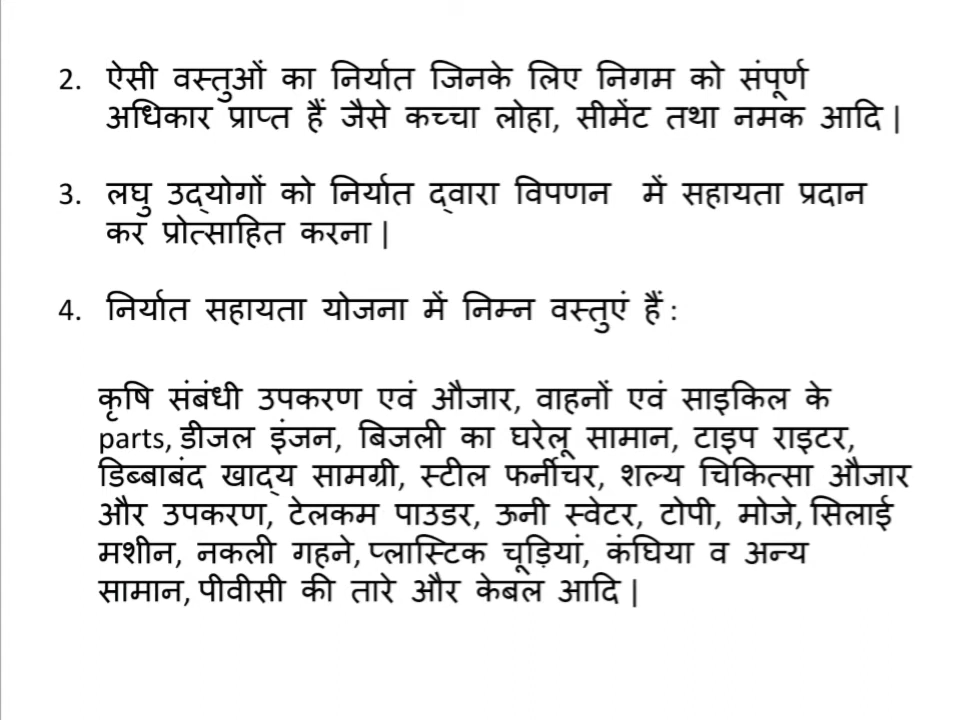 2. ऐसी वस्तुओं का निर्यात जिनके लिए निगम को संपूर्ण
अधिकार प्राप्त हैं जैसे कच्चा लोहा, सीमेंट तथा नमक आदि |
3. लघु उद्योगों को निर्यात द्वारा विपणन में सहायता प्रदान
कर प्रोत्साहित करना |
4. निर्यात सहायता योजना में निम्न वस्तुएं हैं :
कृषि संबंधी उपकरण एवं औजार, वाहनों एवं साइकिल के
parts, डीजल इंजन, बिजली का घरेलू सामान, टाइप राइटर,
डिब्बाबंद खाद्य सामग्री, स्टील फर्नीचर, शल्य चिकित्सा औजार
और उपकरण, टेलकम पाउडर, ऊनी स्वेटर, टोपी, मोजे, सिलाई
मशीन, नकली गहने, प्लास्टिक चूड़ियां, कंघिया व अन्य
सामान, पीवीसी की तारे और केबल आदि |